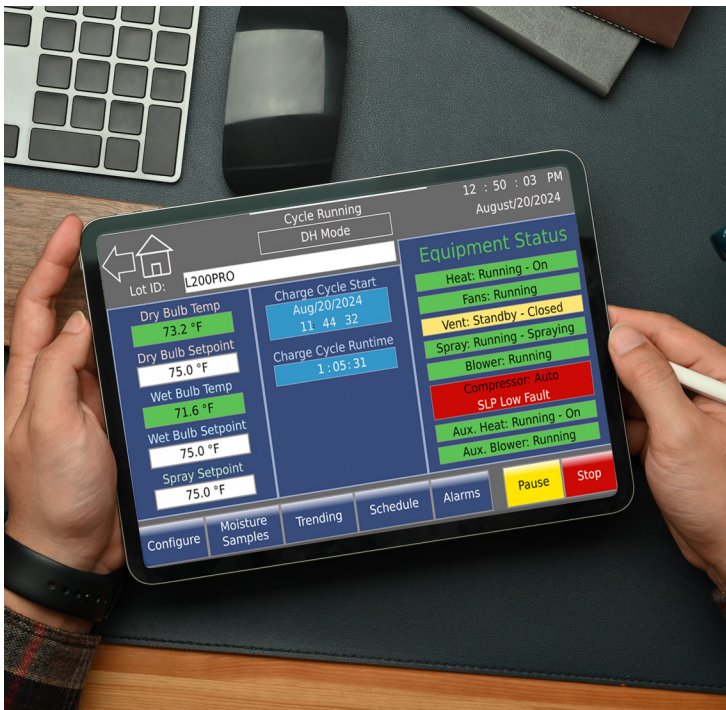 Cycle Running
DH Mode
12 : 50 : 03 PM
August/20/2024
Lot ID: L200PRO
Dry Bulb Temp
73.2 °F
Dry Bulb Setpoint
75.0 °F
Wet Bulb Temp
71.6 °F
Wet Bulb Setpoint
75.0 °F
Spray Setpoint
75.0 °F
Charge Cycle Start
Aug/20/2024
11 44 32
Charge Cycle Runtime
1:05:31
Equipment Status
Heat: Running - On
Fans: Running
Vent: Standby - Closed
Spray: Running - Spraying
Blower: Running
Compressor: Auto
SLP Low Fault
Aux. Heat: Running - On
Aux. Blower: Running
Configure
Moisture
Samples
Trending
Schedule
Alarms
Pause
Stop